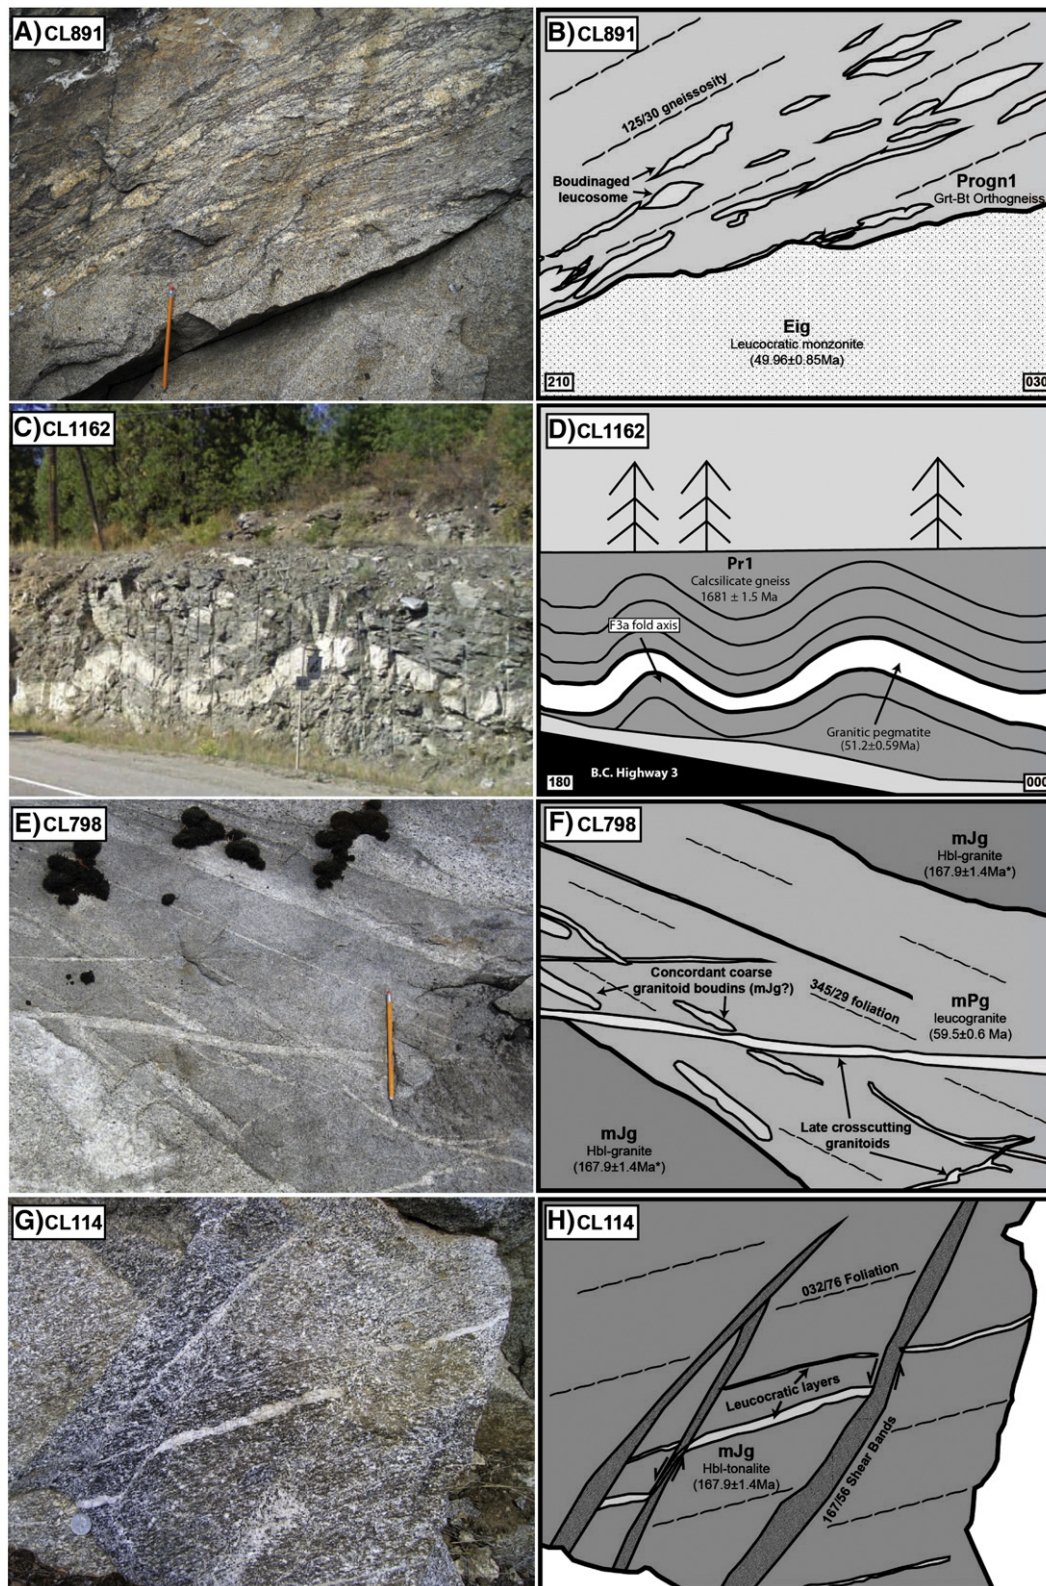 A) CL891
B) CL891
125/30 gneissosity
Boudinaged
leucosome
Progn1
Grt-Bt Orthogneiss
Eig
Leucocratic monzonite
(49.96±0.85Ma)
210
030
C) CL1162
D) CL1162
Pr1
Calcsilicate gneiss
1681 ± 1.5 Ma
F3a fold axis
Granitic pegmatite
(51.2±0.59Ma)
B.C. Highway 3
180
000
E) CL798
F) CL798
mJg
Hbl-granite
(167.9±1.4Ma*)
Concordant coarse
granitoid boudins (mJg?)
345/29 foliation
mPg
leucogranite
(59.5±0.6 Ma)
mJg
Hbl-granite
(167.9±1.4Ma*)
Late crosscutting
granitoids
G) CL114
H) CL114
032/76 Foliation
Leucocratic layers
mJg
Hbl-tonalite
(167.9±1.4Ma)
167/56 Shear Bands